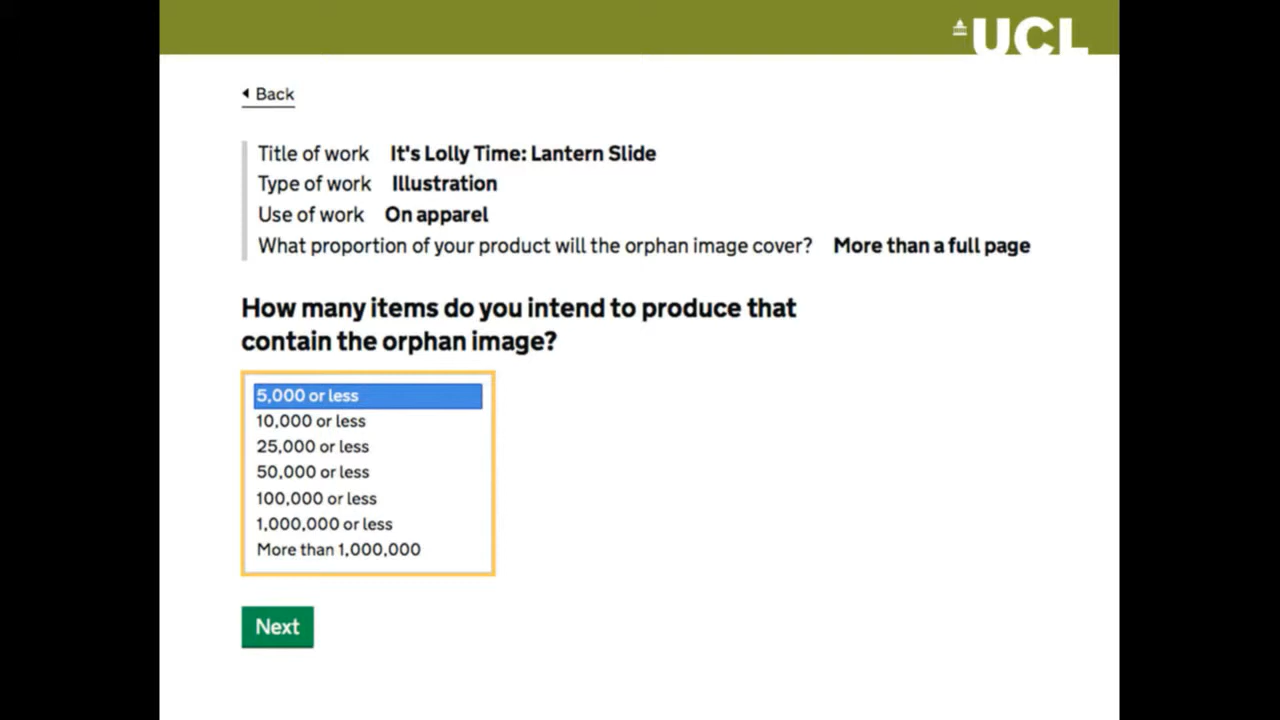 UCL
Back
Title of work It's Lolly Time: Lantern Slide
Type of work Illustration
Use of work On apparel
What proportion of your product will the orphan image cover? More than a full page
How many items do you intend to produce that
contain the orphan image?
5,000 or less
10,000 or less
25,000 or less
50,000 or less
100,000 or less
1,000,000 or less
More than 1,000,000
Next